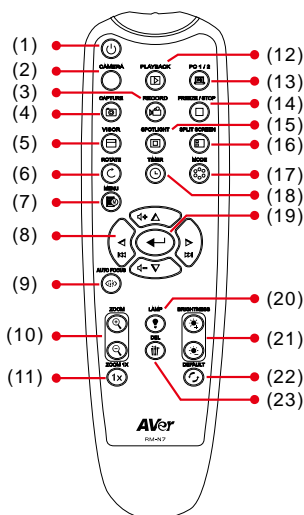 (1)
(2) CAMERA PLAYBACK PC 1 / 2 (12)
(13)
(3) CAPTURE RECORD FREEZE / STOP (14)
(4) (15)
(5) VISOR SPOTLIGHT SPLIT SCREEN (16)
(6) ROTATE TIMER MODE (17)
(18)
(7) MENU (19)
(8)
(9) AUTO FOCUS
(20)
ZOOM LAMP BRIGHTNESS
(10) DEL (21)
ZOOM 1X DEFAULT (22)
(11) 1x (23)
AVer
RM-N7